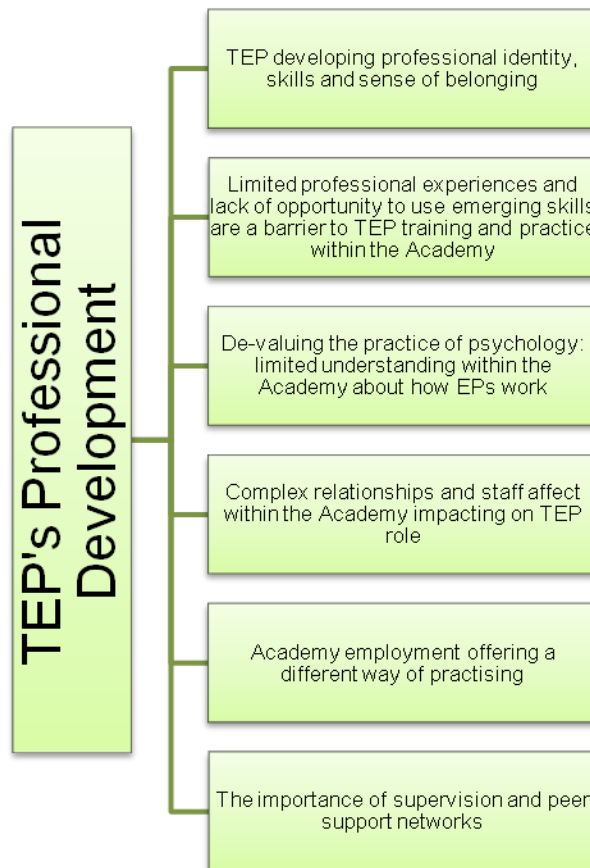 TEP's Professional
Development
TEP developing professional identity,
skills and sense of belonging
Limited professional experiences and
lack of opportunity to use emerging skills
are a barrier to TEP training and practice
within the Academy
De-valuing the practice of psychology:
limited understanding within the
Academy about how EPs work
Complex relationships and staff affect
within the Academy impacting on TEP
role
Academy employment offering a
different way of practising
The importance of supervision and peer
support networks